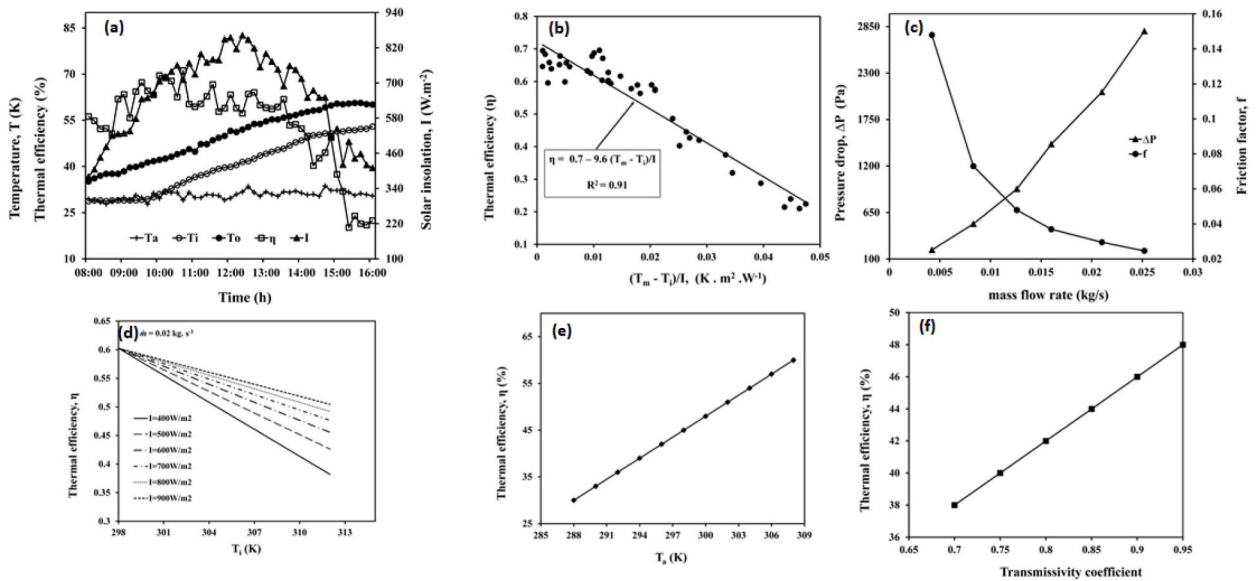 (a)
Temperature, T (K)
Thermal efficiency (%)
85
70
55
40
25
10
940
820
700
580
460
340
220
100
Solar insolation, I (W.m-2)
Ta Ti To η I
08:00 09:00 10:00 11:00 12:00 13:00 14:00 15:00 16:00
Time (h)
(b)
Thermal efficiency (η)
0.8
0.7
0.6
0.5
0.4
0.3
0.2
0.1
η = 0.7 – 9.6 (Tm - Ti)/I
R2 = 0.91
0 0.01 0.02 0.03 0.04 0.05
(Tm - Ti)/I, (K . m2 .W-1)
(c)
Pressure drop, ΔP (Pa)
2850
2300
1750
1200
650
100
0.16
0.14
0.12
0.10
0.08
0.06
0.04
0.02
Friction factor, f
ΔP
f
0 0.005 0.01 0.015 0.02 0.025 0.03
mass flow rate (kg/s)
(d)
ṁ = 0.02 kg. s-1
Thermal efficiency, η
0.65
0.6
0.55
0.5
0.45
0.4
0.35
0.3
I=400W/m2
I=500W/m2
I=600W/m2
I=700W/m2
I=800W/m2
I=900W/m2
298 301 304 307 310 313
Ti (K)
(e)
Thermal efficiency, η (%)
65
55
45
35
25
285 288 291 294 297 300 303 306 309
Ta (K)
(f)
Thermal efficiency, η (%)
50
48
46
44
42
40
38
36
0.65 0.7 0.75 0.8 0.85 0.9 0.95
Transmissivity coefficient